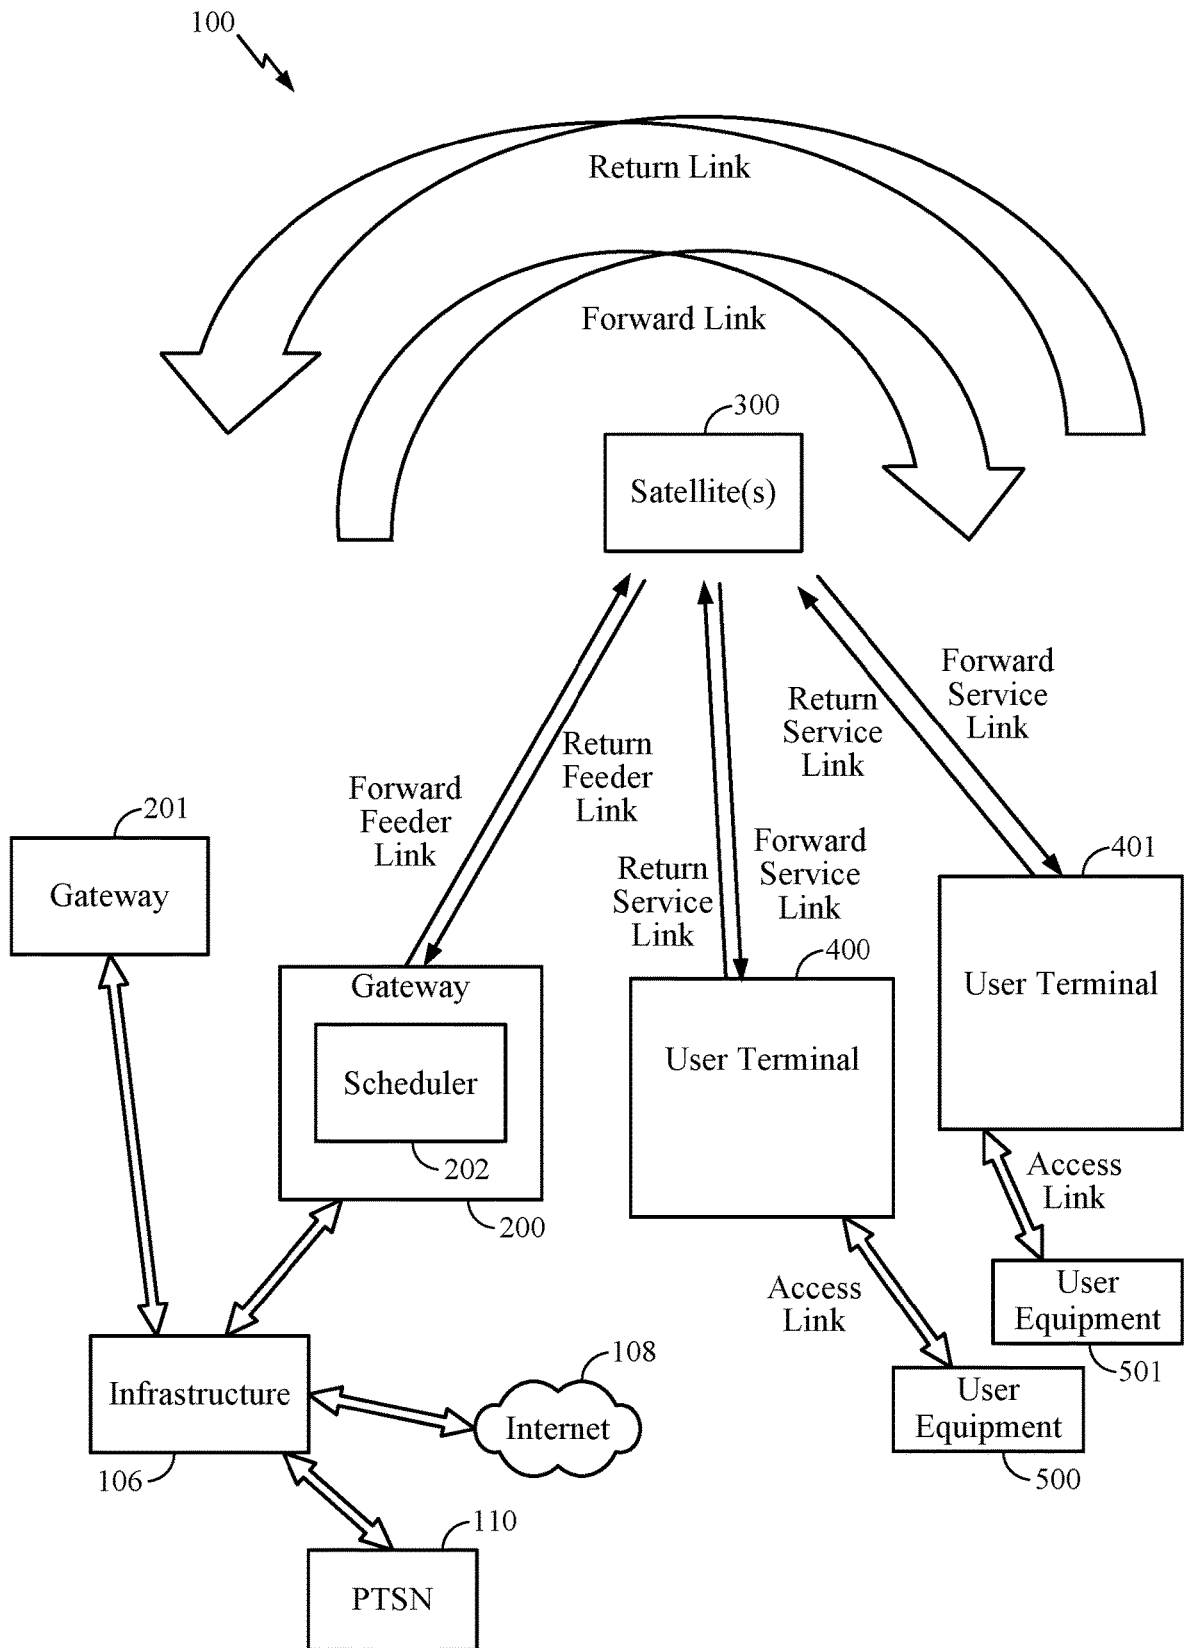 100
Return Link
Forward Link
300
Satellite(s)
Forward
Service
Link
Return
Service
Link
Return
Feeder
Link
Forward
Feeder
Link
201
Gateway
Forward
Service
Link
Return
Service
Link
401
User Terminal
400
User Terminal
Gateway
Scheduler
202
200
Access
Link
Access
Link
User
Equipment
501
User
Equipment
500
Infrastructure
106
108
Internet
110
PTSN